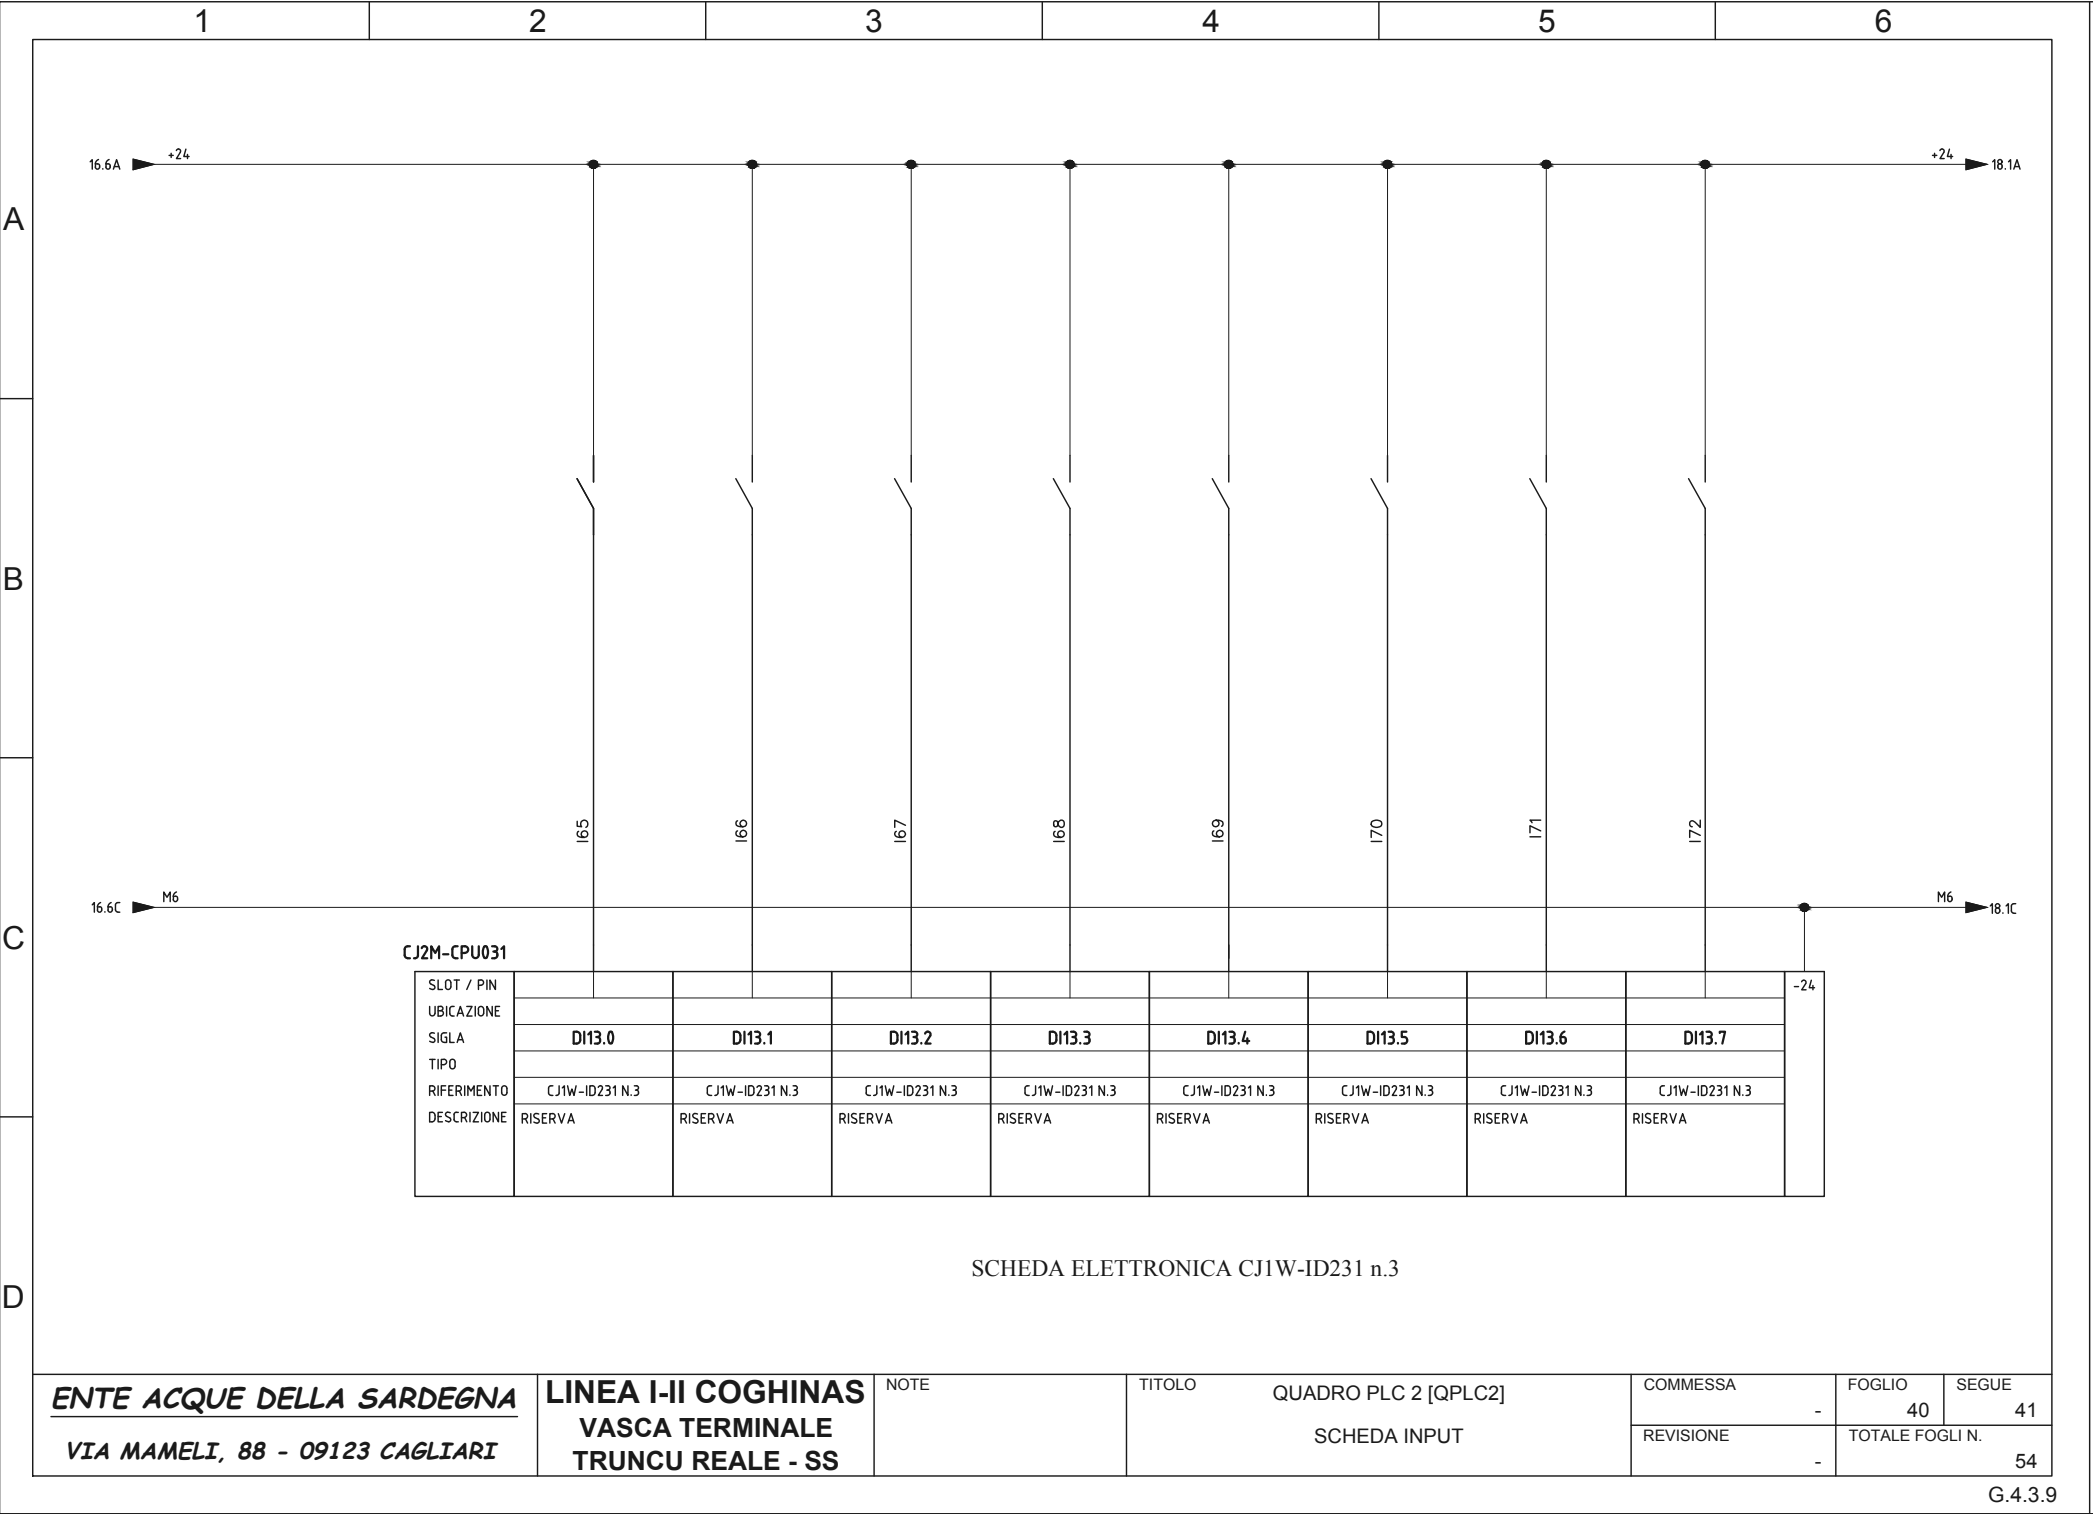 1 2 3 4 5 6
16.6A +24 +24 18.1A
A
B
I65 I66 I67 I68 I69 I70 I71 I72
16.6C M6 M6 18.1C
C
CJ2M-CPU031
SLOT / PIN -24
UBICAZIONE
SIGLA DI13.0 DI13.1 DI13.2 DI13.3 DI13.4 DI13.5 DI13.6 DI13.7
TIPO
RIFERIMENTO CJ1W-ID231 N.3 CJ1W-ID231 N.3 CJ1W-ID231 N.3 CJ1W-ID231 N.3 CJ1W-ID231 N.3 CJ1W-ID231 N.3 CJ1W-ID231 N.3 CJ1W-ID231 N.3
DESCRIZIONE RISERVA RISERVA RISERVA RISERVA RISERVA RISERVA RISERVA RISERVA
SCHEDA ELETTRONICA CJ1W-ID231 n.3
D
ENTE ACQUE DELLA SARDEGNA
VIA MAMELI, 88 - 09123 CAGLIARI
LINEA I-II COGHINAS
VASCA TERMINALE
TRUNCU REALE - SS
NOTE
TITOLO
QUADRO PLC 2 [QPLC2]
SCHEDA INPUT
COMMESSA
-
REVISIONE
-
FOGLIO
40
SEGUE
41
TOTALE FOGLI N.
54
G.4.3.9